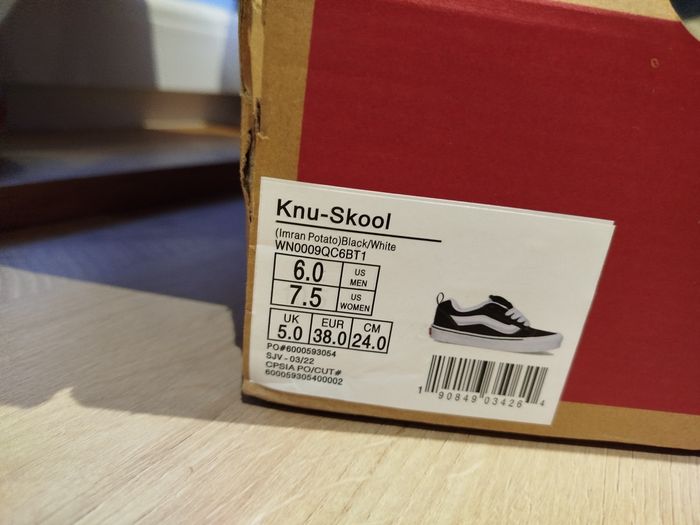 Knu-Skool
(Imran Potato)Black/White
WN0009QC6BT1
6.0 US MEN
7.5 US WOMEN
UK EUR CM
5.0 38.0 24.0
PO#6000593054
SJV - 03/22
CPSIA PO/CUT#
600059305400002
1 90849 03426 4